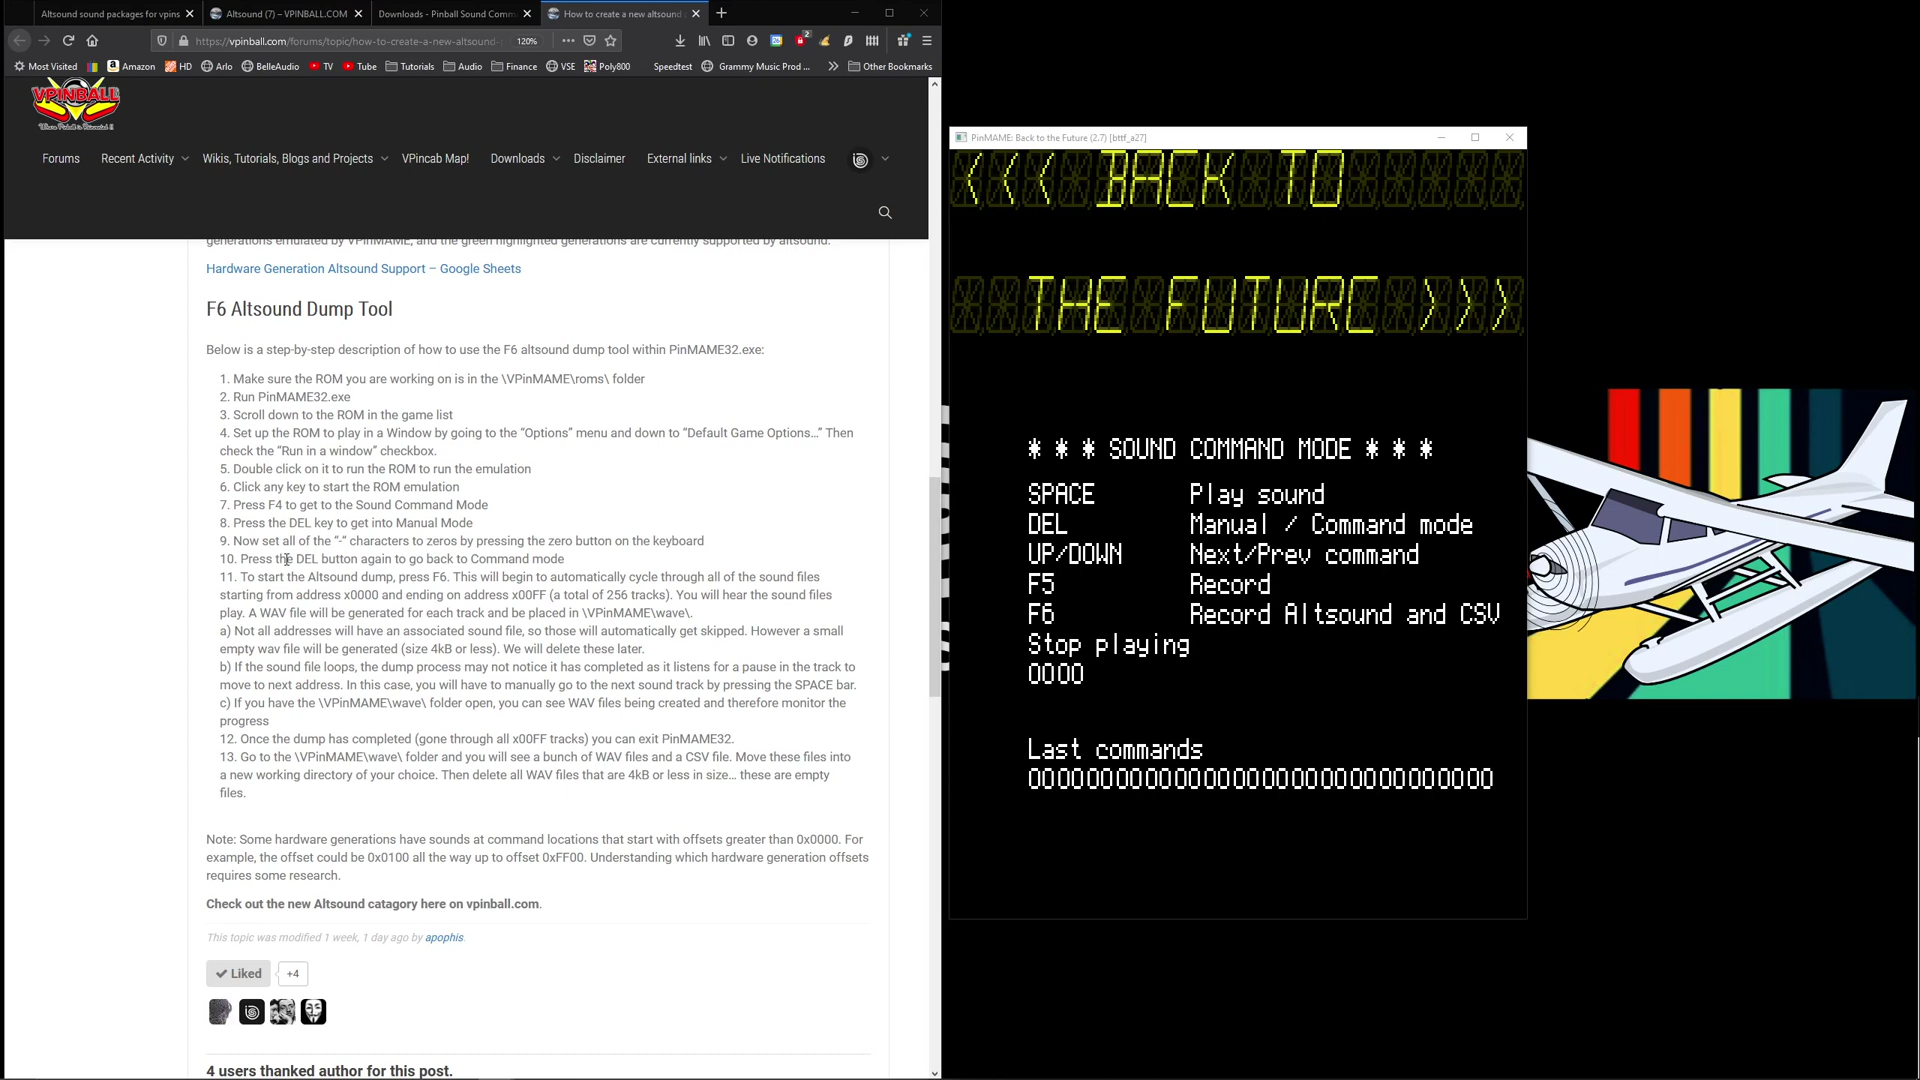 Altsound sound packages for vpins
Altsound (7) – VPINBALL.COM
Downloads - Pinball Sound Comm
How to create a new altsound
https://vpinball.com/forums/topic/how-to-create-a-new-altsound-
120%
2
Most Visited
Amazon
HD
Arlo
BelleAudio
TV
Tube
Tutorials
Audio
Finance
VSE
Poly800
Speedtest
Grammy Music Prod ...
Other Bookmarks
VPINBALL
Forums
Recent Activity
Wikis, Tutorials, Blogs and Projects
VPincab Map!
Downloads
Disclaimer
External links
Live Notifications
generations emulated by VPinMAME, and the green highlighted generations are currently supported by altsound.
Hardware Generation Altsound Support – Google Sheets
F6 Altsound Dump Tool
Below is a step-by-step description of how to use the F6 altsound dump tool within PinMAME32.exe:
1. Make sure the ROM you are working on is in the \VPinMAME\roms\ folder
2. Run PinMAME32.exe
3. Scroll down to the ROM in the game list
4. Set up the ROM to play in a Window by going to the “Options” menu and down to “Default Game Options...” Then
check the “Run in a window” checkbox.
5. Double click on it to run the ROM to run the emulation
6. Click any key to start the ROM emulation
7. Press F4 to get to the Sound Command Mode
8. Press the DEL key to get into Manual Mode
9. Now set all of the “-“ characters to zeros by pressing the zero button on the keyboard
10. Press the DEL button again to go back to Command mode
11. To start the Altsound dump, press F6. This will begin to automatically cycle through all of the sound files
starting from address x0000 and ending on address x00FF (a total of 256 tracks). You will hear the sound files
play. A WAV file will be generated for each track and be placed in \VPinMAME\wave\.
a) Not all addresses will have an associated sound file, so those will automatically get skipped. However a small
empty wav file will be generated (size 4kB or less). We will delete these later.
b) If the sound file loops, the dump process may not notice it has completed as it listens for a pause in the track to
move to next address. In this case, you will have to manually go to the next sound track by pressing the SPACE bar.
c) If you have the \VPinMAME\wave\ folder open, you can see WAV files being created and therefore monitor the
progress
12. Once the dump has completed (gone through all x00FF tracks) you can exit PinMAME32.
13. Go to the \VPinMAME\wave\ folder and you will see a bunch of WAV files and a CSV file. Move these files into
a new working directory of your choice. Then delete all WAV files that are 4kB or less in size... these are empty
files.
Note: Some hardware generations have sounds at command locations that start with offsets greater than 0x0000. For
example, the offset could be 0x0100 all the way up to offset 0xFF00. Understanding which hardware generation offsets
requires some research.
Check out the new Altsound catagory here on vpinball.com.
This topic was modified 1 week, 1 day ago by apophis.
Liked
+4
4 users thanked author for this post.
PinMAME: Back to the Future (2.7) [bttf_a27]
<<< BACK TO
THE FUTURE >>>
* * * SOUND COMMAND MODE * * *
SPACE Play sound
DEL Manual / Command mode
UP/DOWN Next/Prev command
F5 Record
F6 Record Altsound and CSV
Stop playing
0000
Last commands
00000000000000000000000000000000